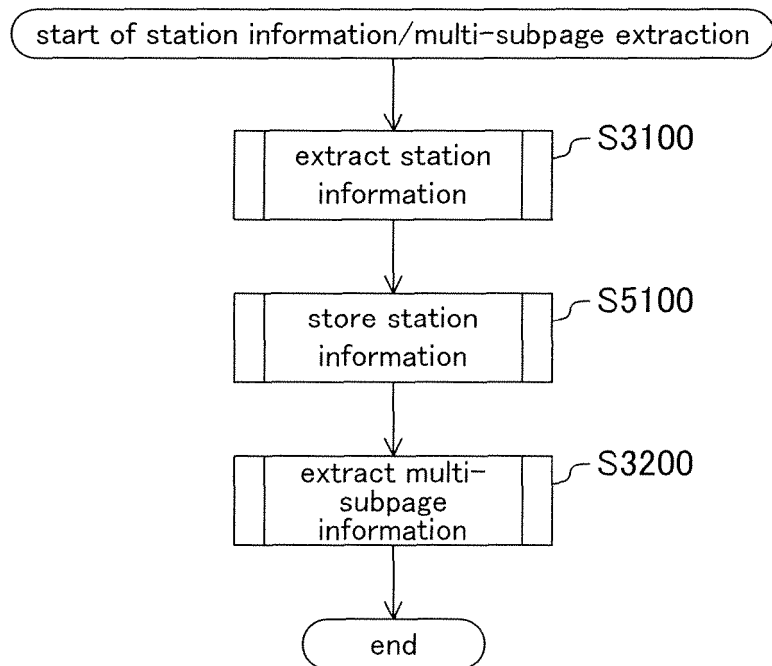 start of station information/multi-subpage extraction
S3100
extract station
information
S5100
store station
information
S3200
extract multi-
subpage
information
end